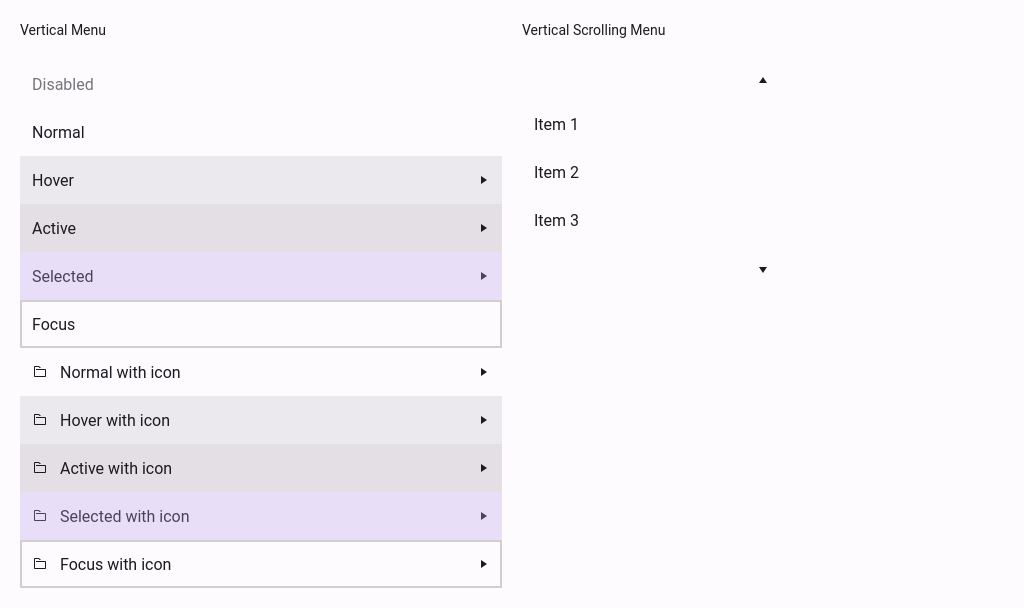 Vertical Menu
Disabled
Normal
Hover
Active
Selected
Focus
Normal with icon
Hover with icon
Active with icon
Selected with icon
Focus with icon
Vertical Scrolling Menu
Item 1
Item 2
Item 3